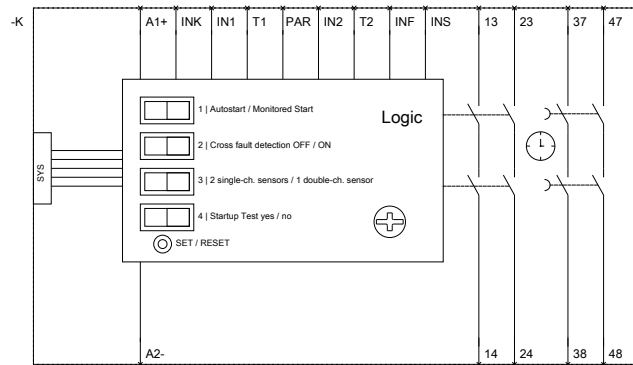 -K A1+ INK IN1 T1 PAR IN2 T2 INF INS 13 23 37 47
1 | Autostart / Monitored Start
Logic
2 | Cross fault detection OFF / ON
SYS
3 | 2 single-ch. sensors / 1 double-ch. sensor
4 | Startup Test yes / no
SET / RESET
A2- 14 24 38 48